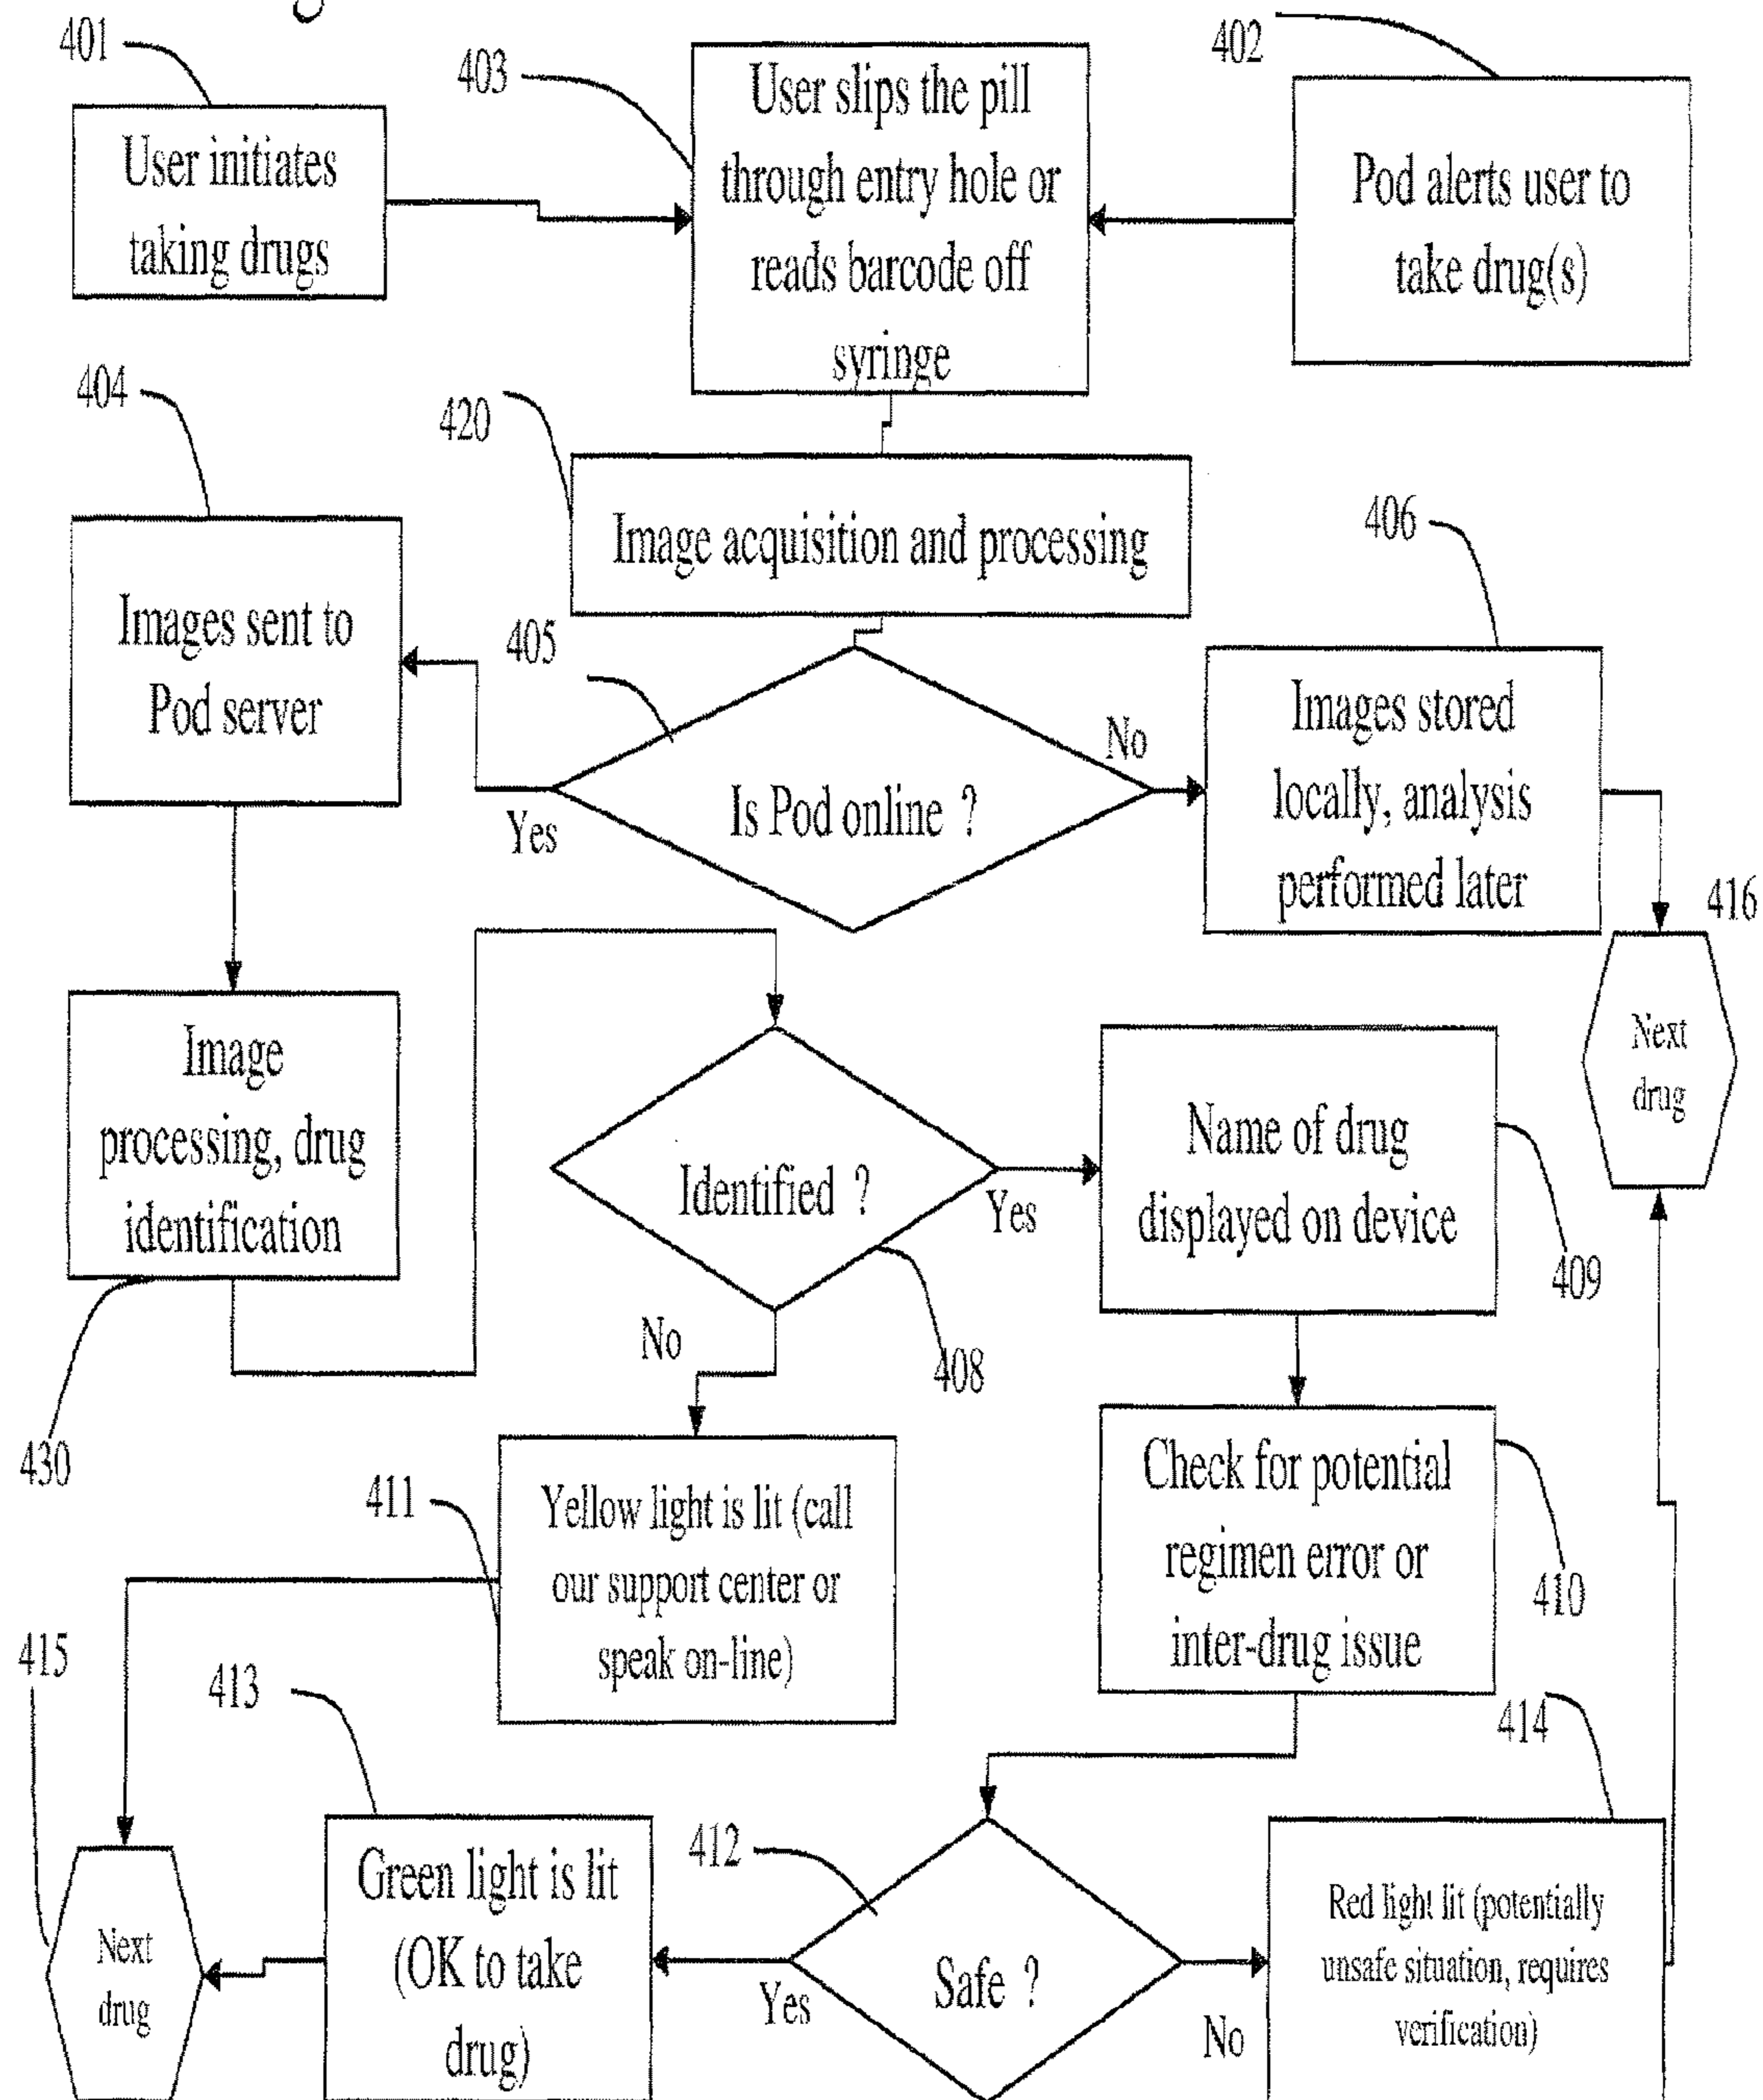 401
403
402
User initiates
taking drugs
User slips the pill
through entry hole or
reads barcode off
syringe
Pod alerts user to
take drug(s)
404
420
Image acquisition and processing
406
Images sent to
Pod server
405
Is Pod online ?
Yes
No
Images stored
locally, analysis
performed later
416
Next
drug
Image
processing, drug
identification
430
Identified ?
Yes
No
408
Name of drug
displayed on device
409
411
Yellow light is lit (call
our support center or
speak on-line)
Check for potential
regimen error or
inter-drug issue
410
415
413
412
414
Next
drug
Green light is lit
(OK to take
drug)
Safe ?
Yes
No
Red light lit (potentially
unsafe situation, requires
verification)